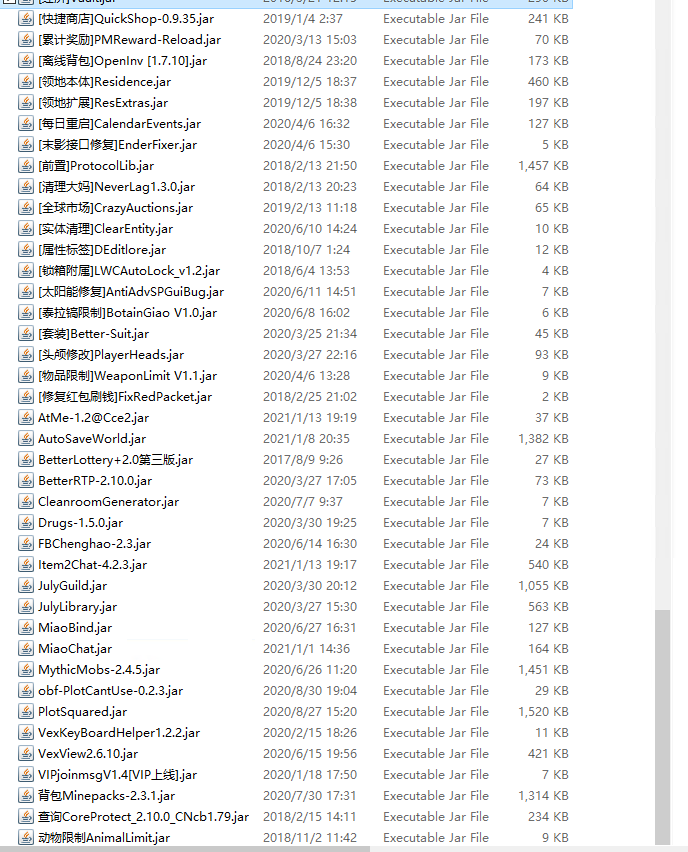 [快捷商店]QuickShop-0.9.35.jar 2019/1/4 2:37 Executable Jar File 241 KB
[累计奖励]PMReward-Reload.jar 2020/3/13 15:03 Executable Jar File 70 KB
[离线背包]OpenInv [1.7.10].jar 2018/8/24 23:20 Executable Jar File 173 KB
[领地本体]Residence.jar 2019/12/5 18:37 Executable Jar File 460 KB
[领地扩展]ResExtras.jar 2019/12/5 18:38 Executable Jar File 197 KB
[每日重启]CalendarEvents.jar 2020/4/6 16:32 Executable Jar File 127 KB
[末影接口修复]EnderFixer.jar 2020/4/6 15:30 Executable Jar File 5 KB
[前置]ProtocolLib.jar 2018/2/13 21:50 Executable Jar File 1,457 KB
[清理大妈]NeverLag1.3.0.jar 2018/2/13 20:23 Executable Jar File 64 KB
[全球市场]CrazyAuctions.jar 2019/2/13 11:18 Executable Jar File 65 KB
[实体清理]ClearEntity.jar 2020/6/10 14:24 Executable Jar File 10 KB
[属性标签]DEditlore.jar 2018/10/7 1:24 Executable Jar File 12 KB
[锁箱附属]LWCAutoLock_v1.2.jar 2018/6/4 13:53 Executable Jar File 4 KB
[太阳能修复]AntiAdvSPGuiBug.jar 2020/6/11 14:51 Executable Jar File 7 KB
[泰拉镐限制]BotainGiao V1.0.jar 2020/6/8 16:02 Executable Jar File 6 KB
[套装]Better-Suit.jar 2020/3/25 21:34 Executable Jar File 45 KB
[头颅修改]PlayerHeads.jar 2020/3/27 22:16 Executable Jar File 93 KB
[物品限制]WeaponLimit V1.1.jar 2020/4/6 13:28 Executable Jar File 9 KB
[修复红包刷钱]FixRedPacket.jar 2018/2/25 21:02 Executable Jar File 2 KB
AtMe-1.2@Cce2.jar 2021/1/13 19:19 Executable Jar File 37 KB
AutoSaveWorld.jar 2021/1/8 20:35 Executable Jar File 1,382 KB
BetterLottery+2.0第三版.jar 2017/8/9 9:26 Executable Jar File 27 KB
BetterRTP-2.10.0.jar 2020/3/27 17:05 Executable Jar File 73 KB
CleanroomGenerator.jar 2020/7/7 9:37 Executable Jar File 7 KB
Drugs-1.5.0.jar 2020/3/30 19:25 Executable Jar File 7 KB
FBChenghao-2.3.jar 2020/6/14 16:30 Executable Jar File 24 KB
Item2Chat-4.2.3.jar 2021/1/13 19:17 Executable Jar File 540 KB
JulyGuild.jar 2020/3/30 20:12 Executable Jar File 1,055 KB
JulyLibrary.jar 2020/3/27 15:30 Executable Jar File 563 KB
MiaoBind.jar 2020/6/27 16:31 Executable Jar File 127 KB
MiaoChat.jar 2021/1/1 14:36 Executable Jar File 164 KB
MythicMobs-2.4.5.jar 2020/6/26 11:20 Executable Jar File 1,451 KB
obf-PlotCantUse-0.2.3.jar 2020/8/30 19:04 Executable Jar File 29 KB
PlotSquared.jar 2020/8/27 15:20 Executable Jar File 1,520 KB
VexKeyBoardHelper1.2.2.jar 2020/2/15 18:26 Executable Jar File 11 KB
VexView2.6.10.jar 2020/6/15 19:56 Executable Jar File 421 KB
VIPjoinmsgV1.4[VIP上线].jar 2020/1/18 17:50 Executable Jar File 7 KB
背包Minepacks-2.3.1.jar 2020/7/30 17:31 Executable Jar File 1,314 KB
查询CoreProtect_2.10.0_CNcb1.79.jar 2018/2/15 14:11 Executable Jar File 234 KB
动物限制AnimalLimit.jar 2018/11/2 11:42 Executable Jar File 9 KB